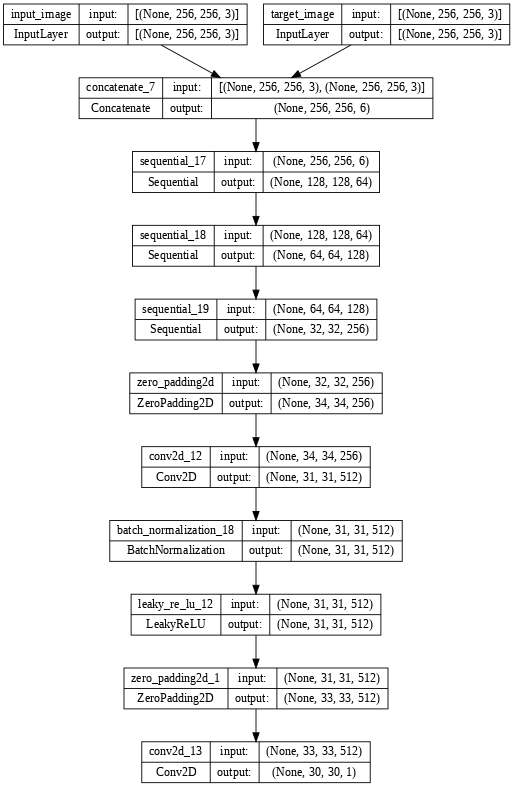 input_image input: [(None, 256, 256, 3)]
InputLayer output: [(None, 256, 256, 3)]
target_image input: [(None, 256, 256, 3)]
InputLayer output: [(None, 256, 256, 3)]
concatenate_7 input: [(None, 256, 256, 3), (None, 256, 256, 3)]
Concatenate output: (None, 256, 256, 6)
sequential_17 input: (None, 256, 256, 6)
Sequential output: (None, 128, 128, 64)
sequential_18 input: (None, 128, 128, 64)
Sequential output: (None, 64, 64, 128)
sequential_19 input: (None, 64, 64, 128)
Sequential output: (None, 32, 32, 256)
zero_padding2d input: (None, 32, 32, 256)
ZeroPadding2D output: (None, 34, 34, 256)
conv2d_12 input: (None, 34, 34, 256)
Conv2D output: (None, 31, 31, 512)
batch_normalization_18 input: (None, 31, 31, 512)
BatchNormalization output: (None, 31, 31, 512)
leaky_re_lu_12 input: (None, 31, 31, 512)
LeakyReLU output: (None, 31, 31, 512)
zero_padding2d_1 input: (None, 31, 31, 512)
ZeroPadding2D output: (None, 33, 33, 512)
conv2d_13 input: (None, 33, 33, 512)
Conv2D output: (None, 30, 30, 1)